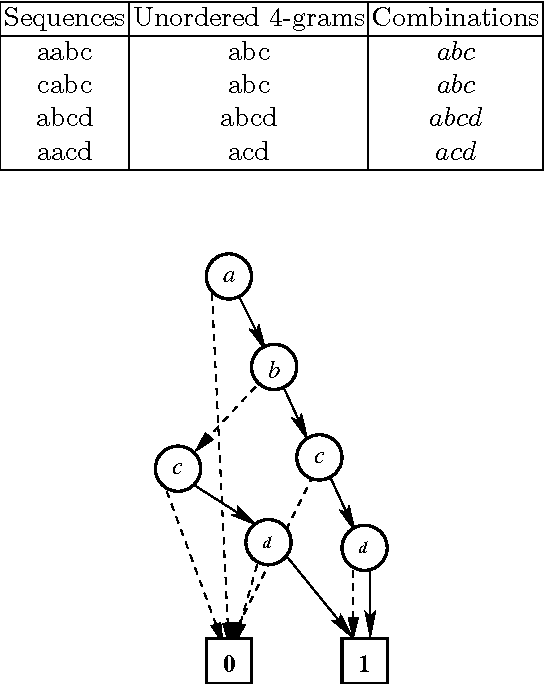 Sequences Unordered 4-grams Combinations
aabc abc abc
cabc abc abc
abcd abcd abcd
aacd acd acd
a
b
c c
d d
0 1